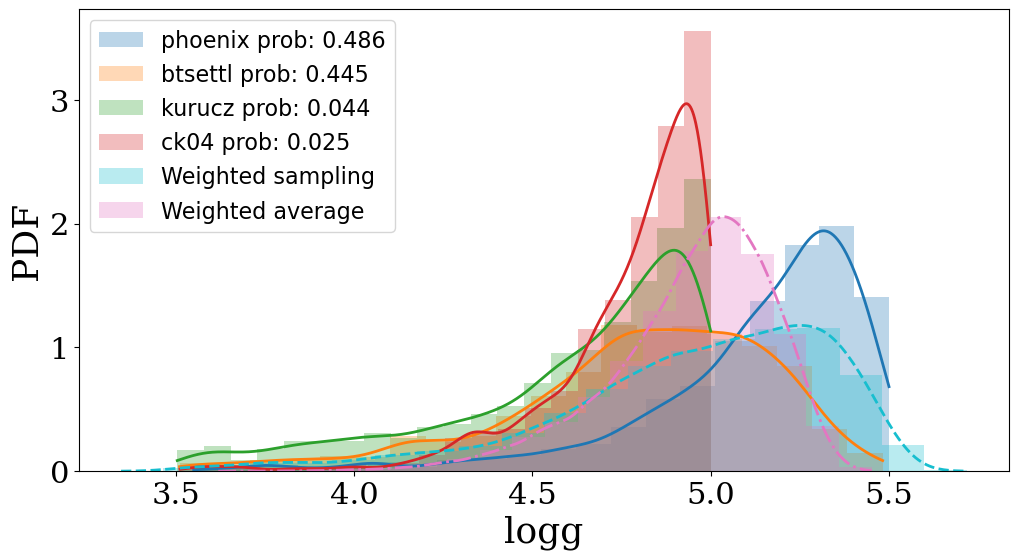 phoenix prob: 0.486
btsettl prob: 0.445
kurucz prob: 0.044
ck04 prob: 0.025
Weighted sampling
Weighted average
PDF
3
2
1
0
3.5 4.0 4.5 5.0 5.5
logg